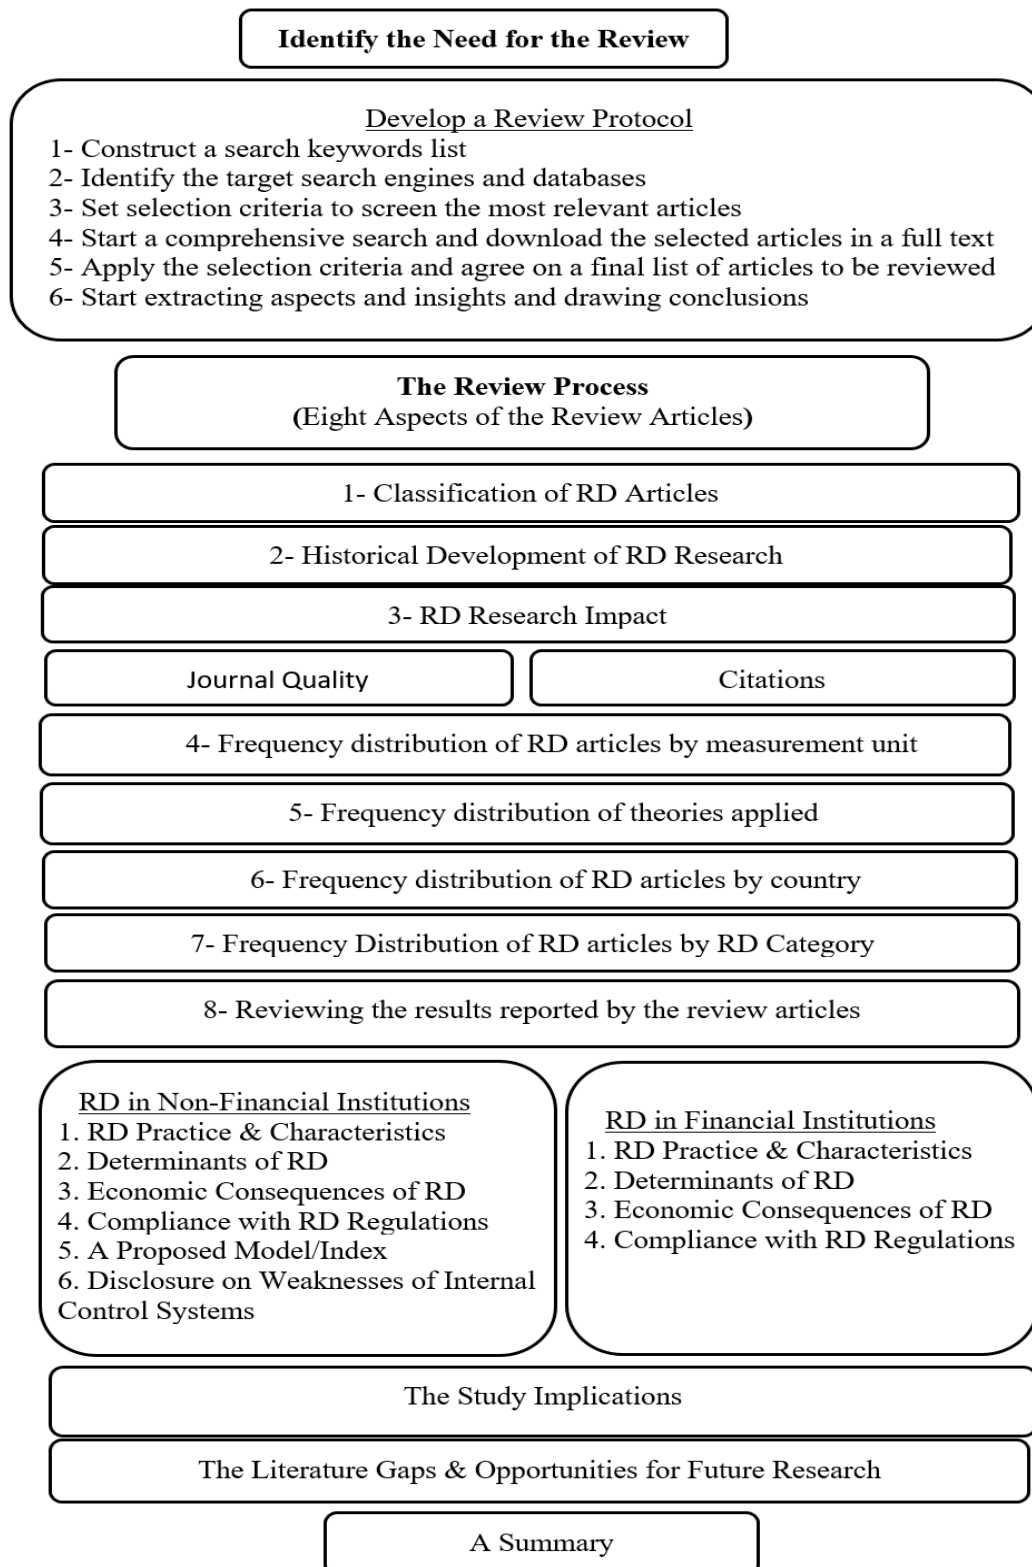 Identify the Need for the Review
Develop a Review Protocol
1- Construct a search keywords list
2- Identify the target search engines and databases
3- Set selection criteria to screen the most relevant articles
4- Start a comprehensive search and download the selected articles in a full text
5- Apply the selection criteria and agree on a final list of articles to be reviewed
6- Start extracting aspects and insights and drawing conclusions
The Review Process
(Eight Aspects of the Review Articles)
1- Classification of RD Articles
2- Historical Development of RD Research
3- RD Research Impact
Journal Quality
Citations
4- Frequency distribution of RD articles by measurement unit
5- Frequency distribution of theories applied
6- Frequency distribution of RD articles by country
7- Frequency Distribution of RD articles by RD Category
8- Reviewing the results reported by the review articles
RD in Non-Financial Institutions
1. RD Practice & Characteristics
2. Determinants of RD
3. Economic Consequences of RD
4. Compliance with RD Regulations
5. A Proposed Model/Index
6. Disclosure on Weaknesses of Internal
Control Systems
RD in Financial Institutions
1. RD Practice & Characteristics
2. Determinants of RD
3. Economic Consequences of RD
4. Compliance with RD Regulations
The Study Implications
The Literature Gaps & Opportunities for Future Research
A Summary